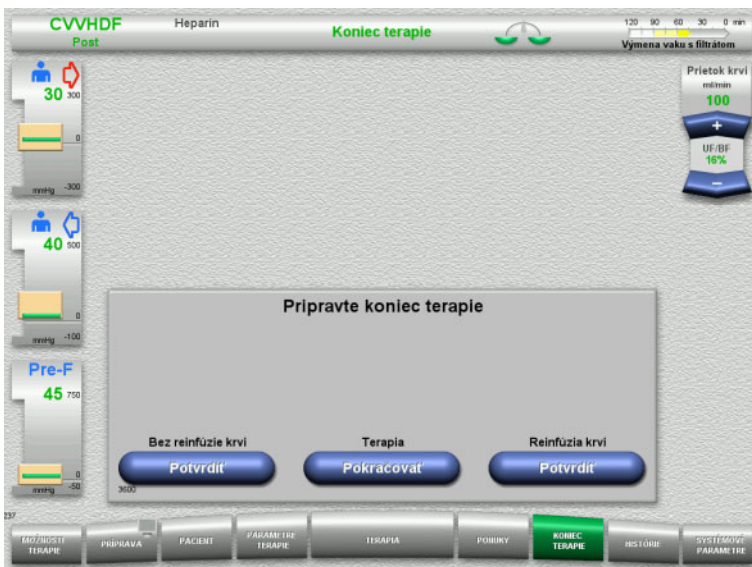 CVVHDF
Post
Heparin
Koniec terapie
120 90 60 30 0 min
Výmena vaku s filtrátom
30 300
0
mmHg -300
40 500
0
mmHg -100
Pre-F
45 750
0
mmHg -50
Prietok krvi
ml/min
100
+
UF/BF
16%
−
Pripravte koniec terapie
Bez reinfúzie krvi
Potvrdiť
Terapia
Pokračovať
Reinfúzia krvi
Potvrdiť
3600
237
MOŽNOSTI
TERAPIE
PRÍPRAVA
PACIENT
PARAMETRE
TERAPIE
TERAPIA
PONUKY
KONIEC
TERAPIE
HISTÓRIE
SYSTÉMOVÉ
PARAMETRE